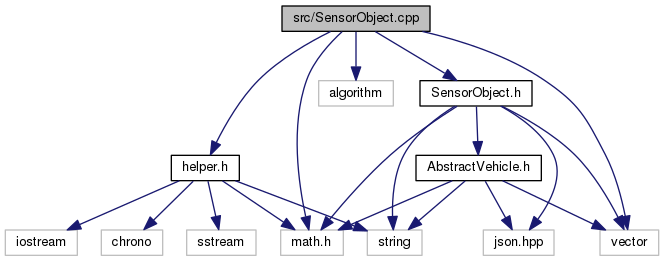 src/SensorObject.cpp
algorithm
SensorObject.h
helper.h
AbstractVehicle.h
iostream
chrono
sstream
math.h
string
json.hpp
vector